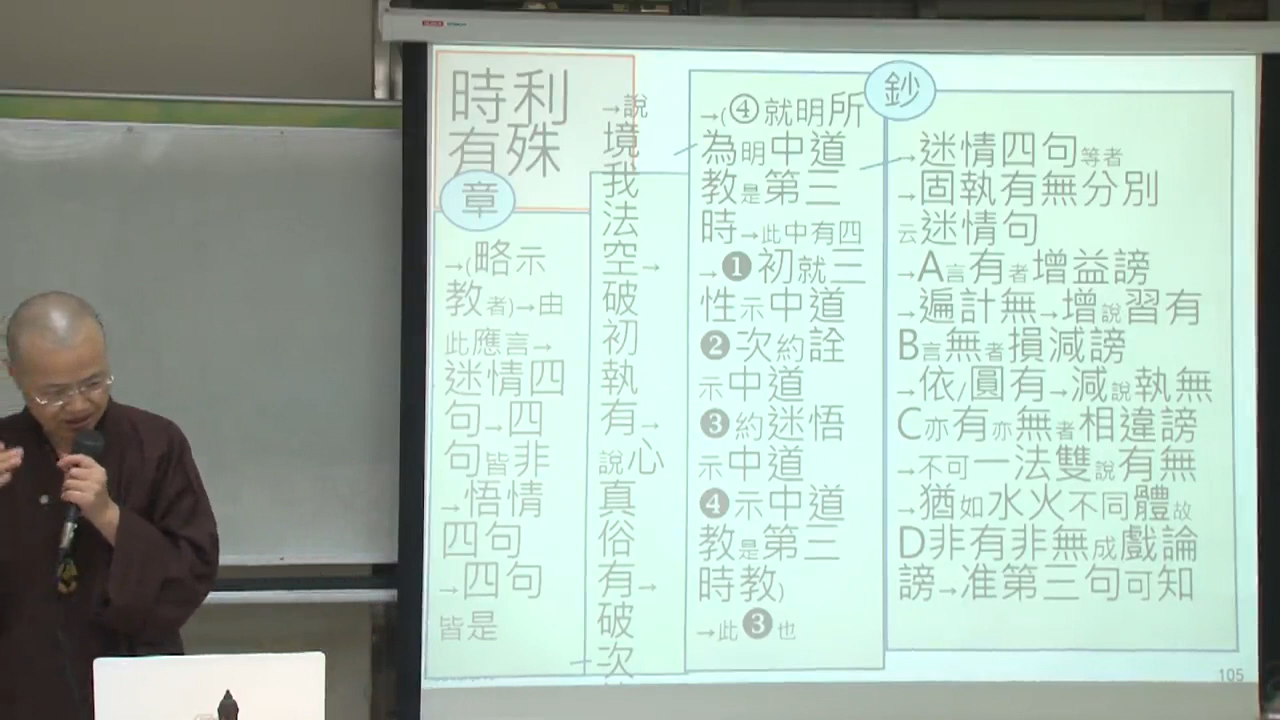 時利
有殊
章
→(略示
教者)→由
此應言→
迷情四
句→四
句皆非
→悟情
四句
→四句
皆是
→說
境
我
法
空→
破
初
執
有→
說心
真
俗
有→
破
次
→(④就明所
為明中道
教是第三
時→此中有四
→❶初就三
性示中道
❷次約詮
示中道
❸約迷悟
示中道
❹示中道
教是第三
時教)
→此❸也
鈔
→迷情四句等者
→固執有無分別
云迷情句
→A言有者增益謗
→遍計無→增說習有
B言無者損減謗
→依/圓有→減說執無
C亦有亦無者相違謗
→不可一法雙說有無
→猶如水火不同體故
D非有非無成戲論
謗→准第三句可知
105